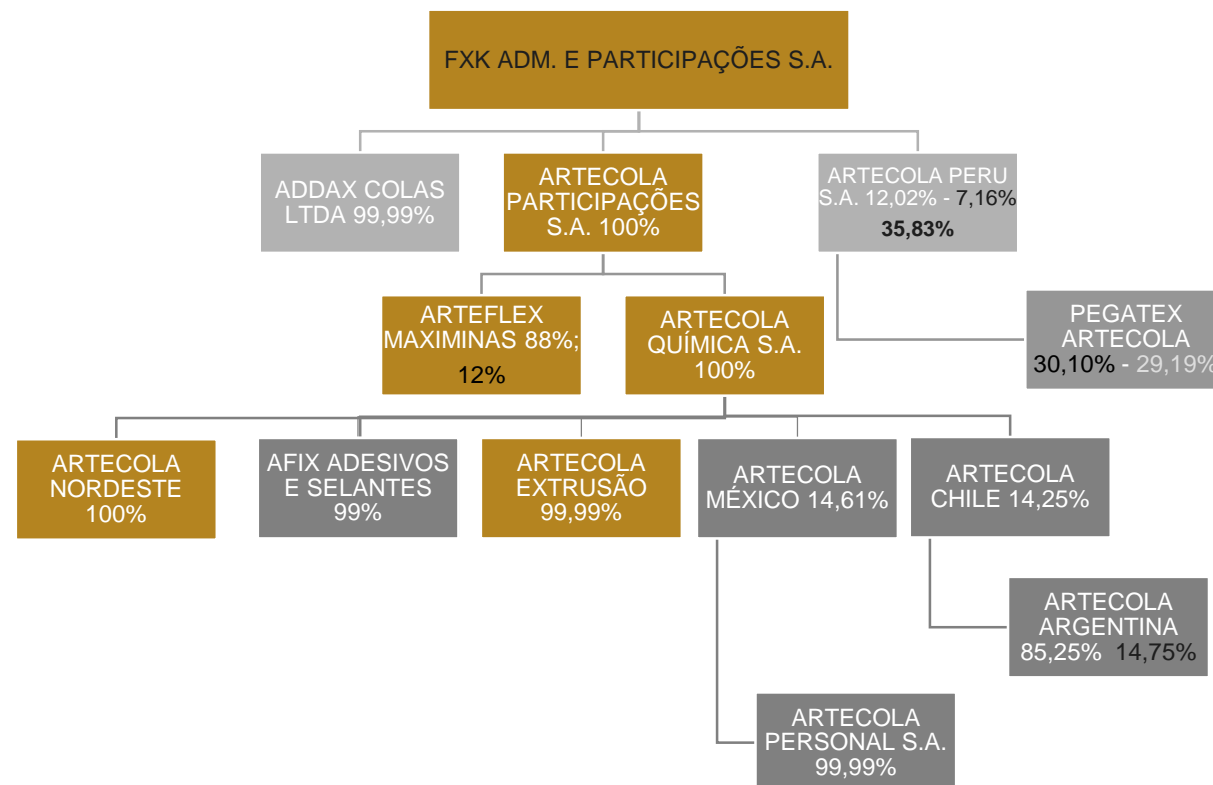 FXK ADM. E PARTICIPAÇÕES S.A.
ADDAX COLAS
LTDA 99,99%
ARTECOLA
PARTICIPAÇÕES
S.A. 100%
ARTECOLA PERU
S.A. 12,02% - 7,16%
35,83%
ARTEFLEX
MAXIMINAS 88%;
12%
ARTECOLA
QUÍMICA S.A.
100%
PEGATEX
ARTECOLA
30,10% - 29,19%
ARTECOLA
NORDESTE
100%
AFIX ADESIVOS
E SELANTES
99%
ARTECOLA
EXTRUSÃO
99,99%
ARTECOLA
MÉXICO 14,61%
ARTECOLA
CHILE 14,25%
ARTECOLA
ARGENTINA
85,25% 14,75%
ARTECOLA
PERSONAL S.A.
99,99%